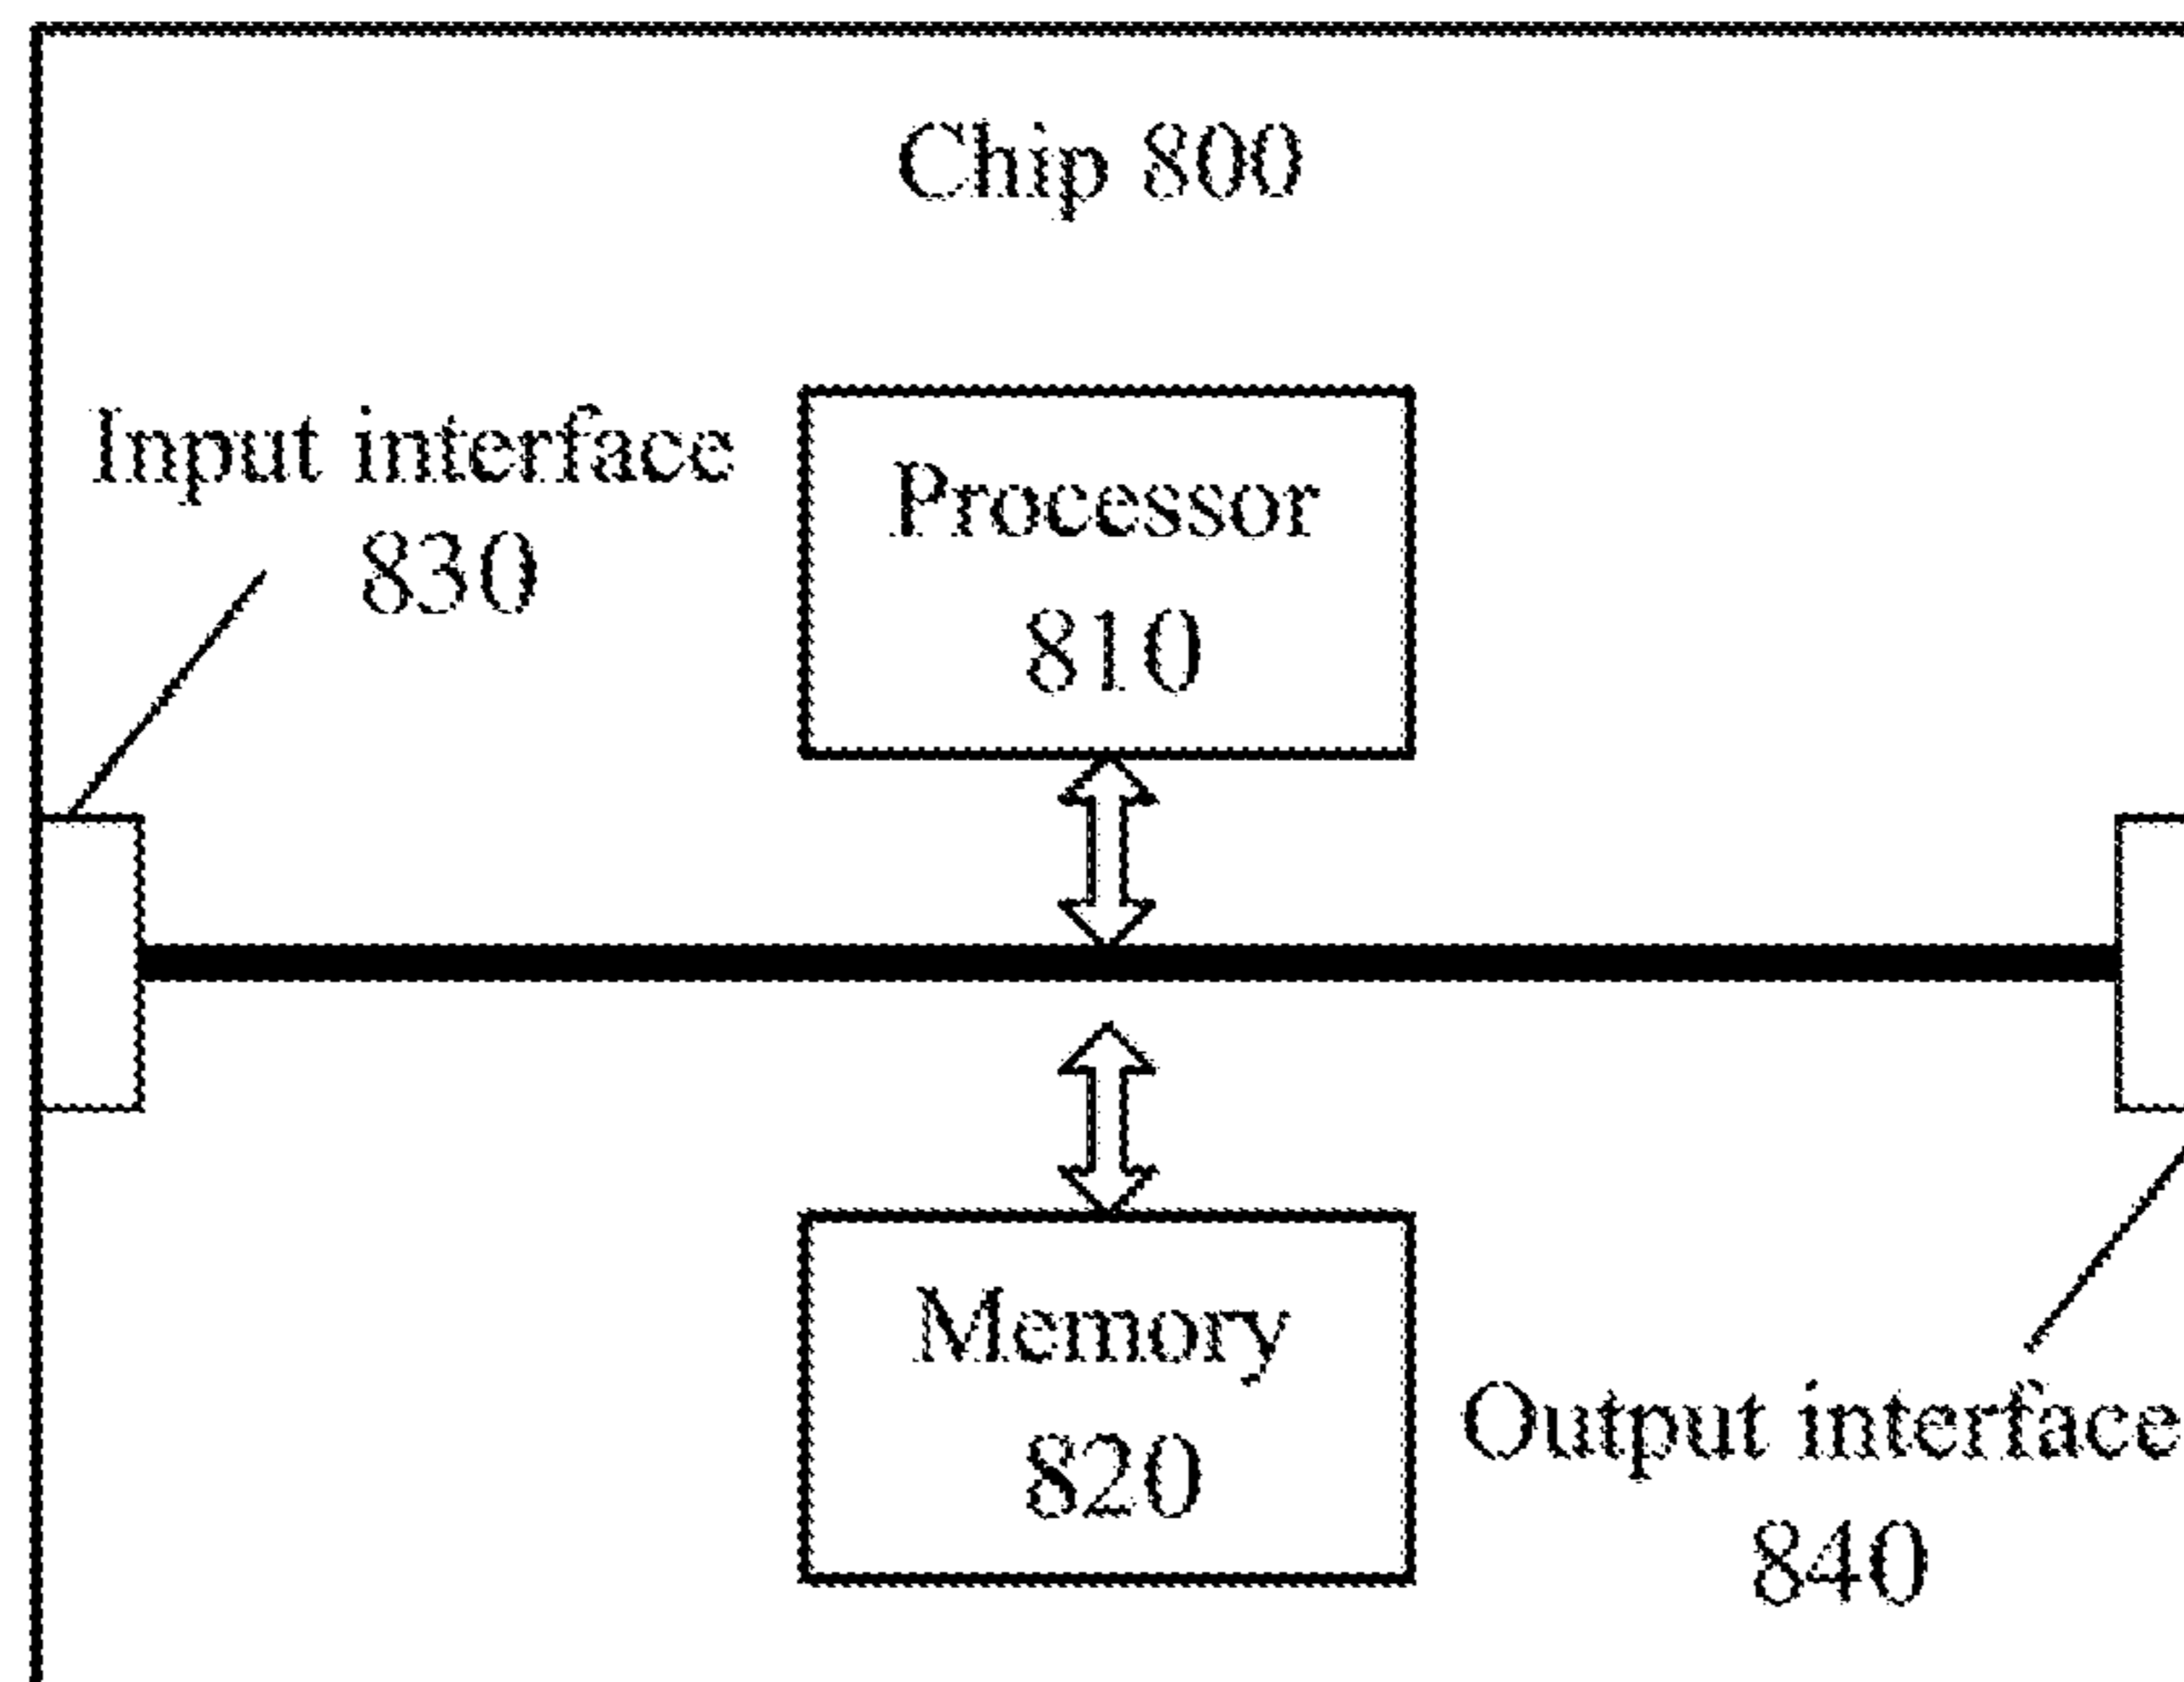 Chip 800
Input interface
830
Processor
810
Memory
820
Output interface
840